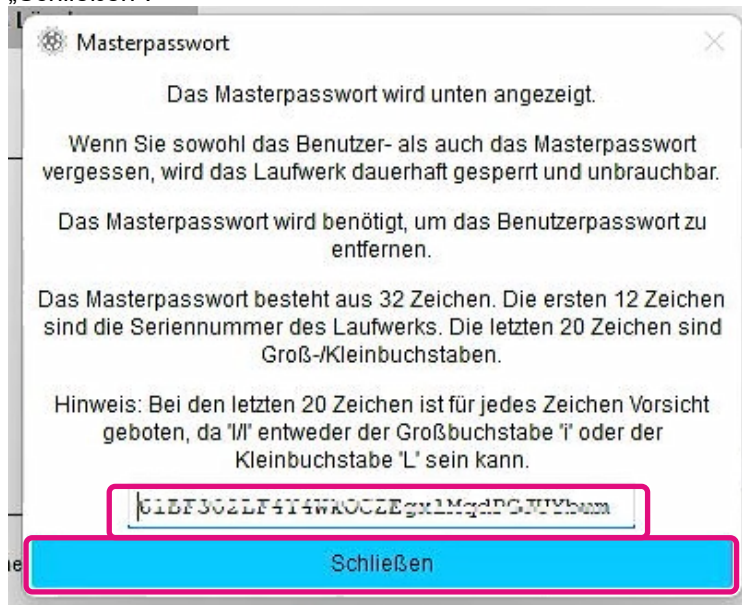 Masterpasswort
Das Masterpasswort wird unten angezeigt.
Wenn Sie sowohl das Benutzer- als auch das Masterpasswort
vergessen, wird das Laufwerk dauerhaft gesperrt und unbrauchbar.
Das Masterpasswort wird benötigt, um das Benutzerpasswort zu
entfernen.
Das Masterpasswort besteht aus 32 Zeichen. Die ersten 12 Zeichen
sind die Seriennummer des Laufwerks. Die letzten 20 Zeichen sind
Groß-/Kleinbuchstaben.
Hinweis: Bei den letzten 20 Zeichen ist für jedes Zeichen Vorsicht
geboten, da 'I/l' entweder der Großbuchstabe 'i' oder der
Kleinbuchstabe 'L' sein kann.
Schließen